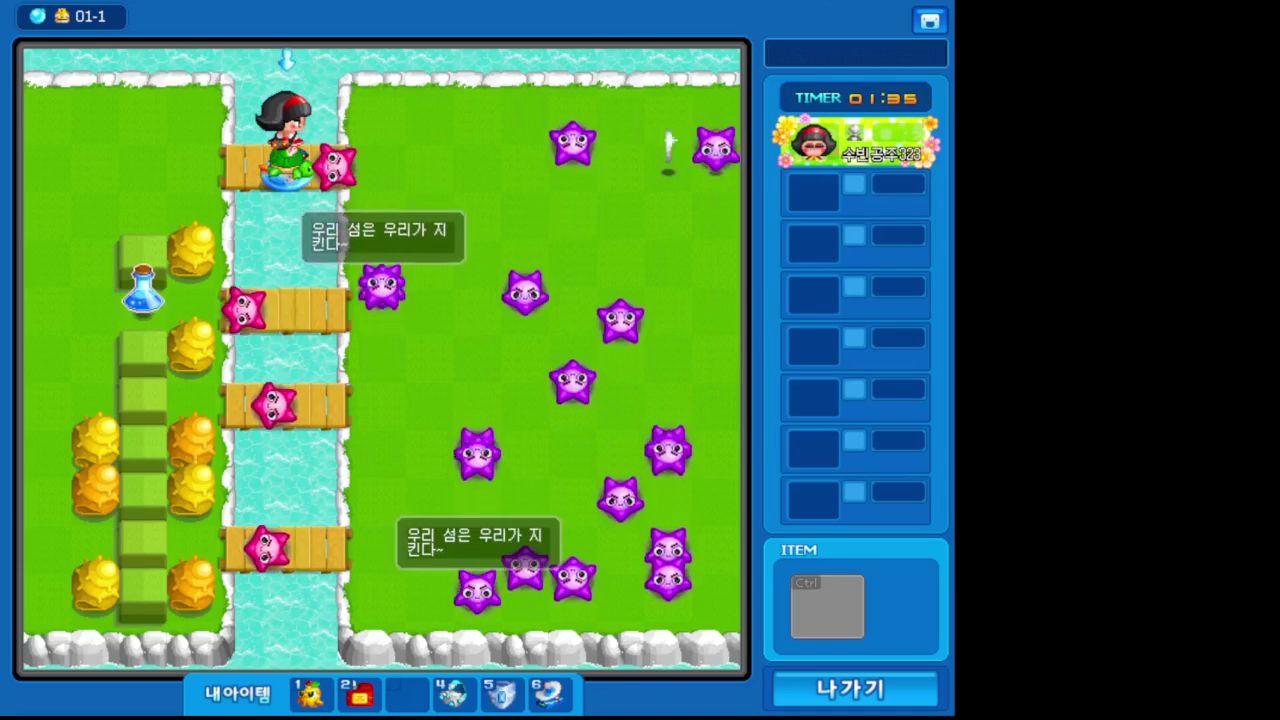 01-1
TIMER 01:35
수빈공주323
우리 섬은 우리가 지
킨다~
우리 섬은 우리가 지
킨다~
ITEM
Ctrl
내아이템
1
2
4
5
6
나가기